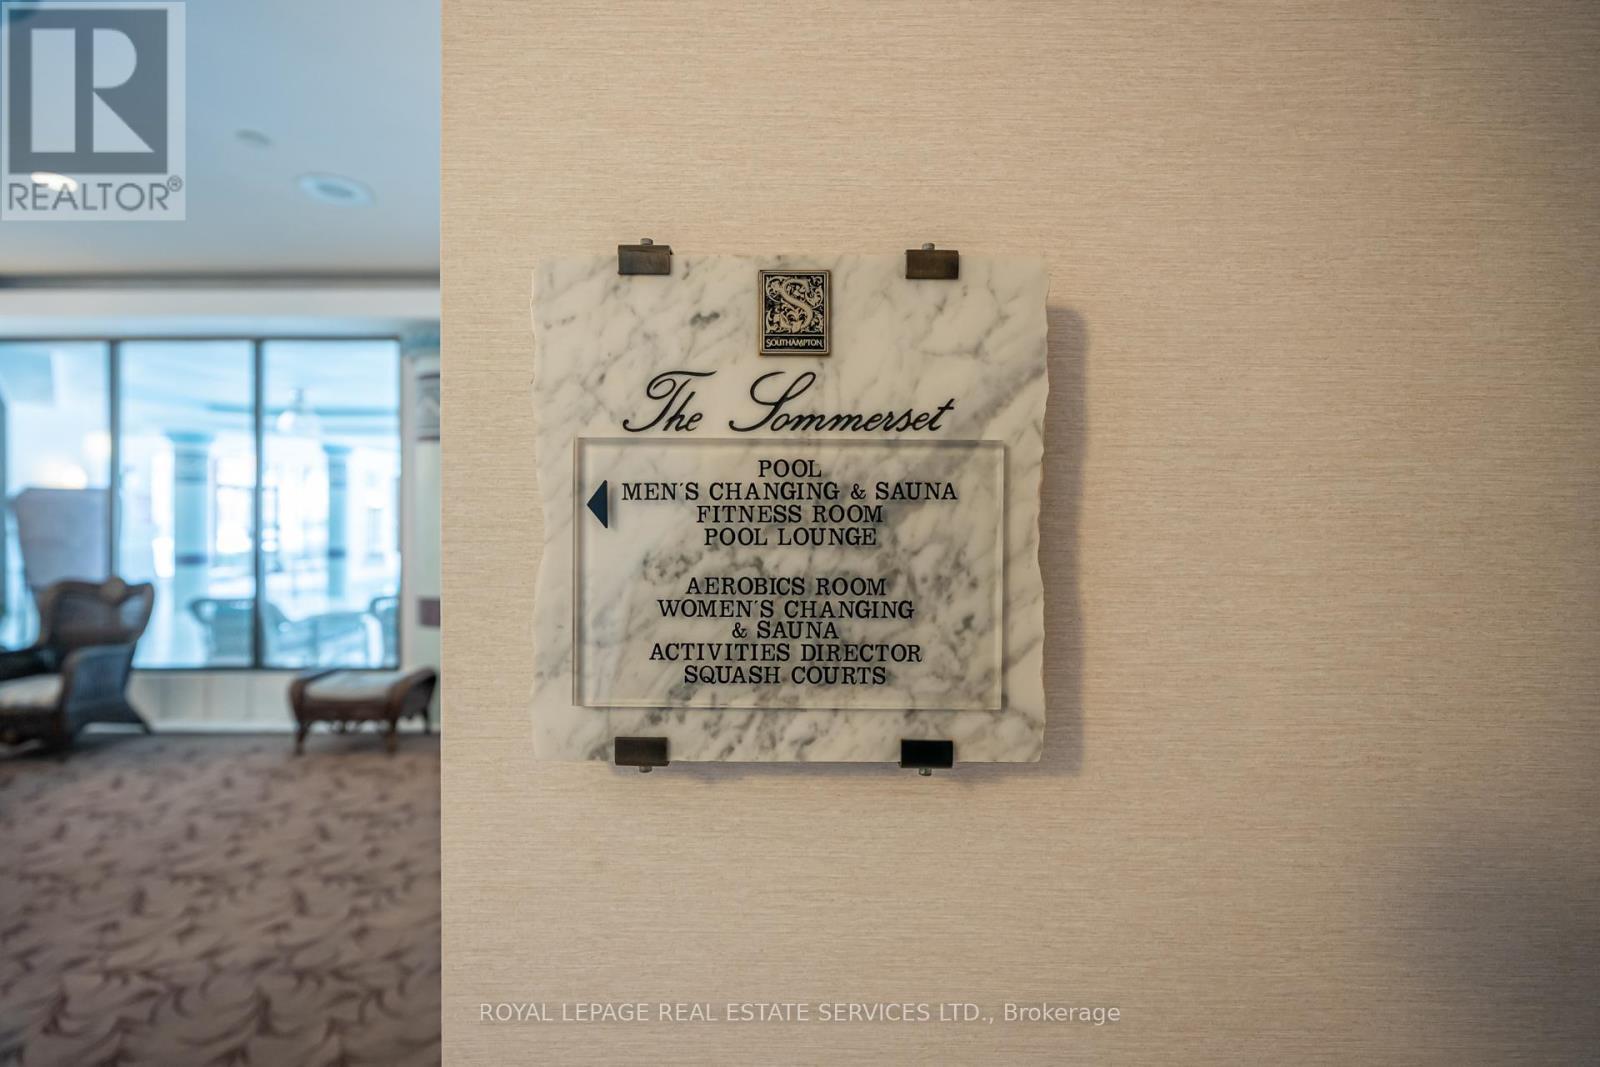 REALTOR®
SOUTHAMPTON
The Sommerset
POOL
MEN'S CHANGING & SAUNA
FITNESS ROOM
POOL LOUNGE
AEROBICS ROOM
WOMEN'S CHANGING
& SAUNA
ACTIVITIES DIRECTOR
SQUASH COURTS
ROYAL LEPAGE REAL ESTATE SERVICES LTD., Brokerage